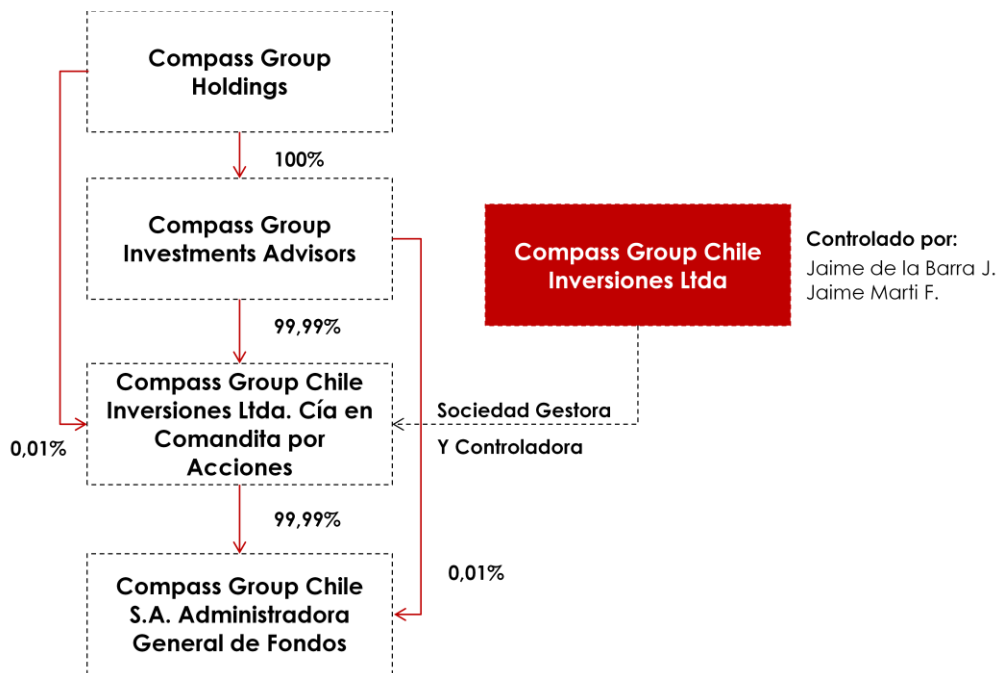 Compass Group
Holdings
100%
Compass Group
Investments Advisors
Compass Group Chile
Inversiones Ltda
Controlado por:
Jaime de la Barra J.
Jaime Marti F.
99,99%
Compass Group Chile
Inversiones Ltda. Cía en
Comandita por
Acciones
0,01%
Sociedad Gestora
Y Controladora
99,99%
0,01%
Compass Group Chile
S.A. Administradora
General de Fondos